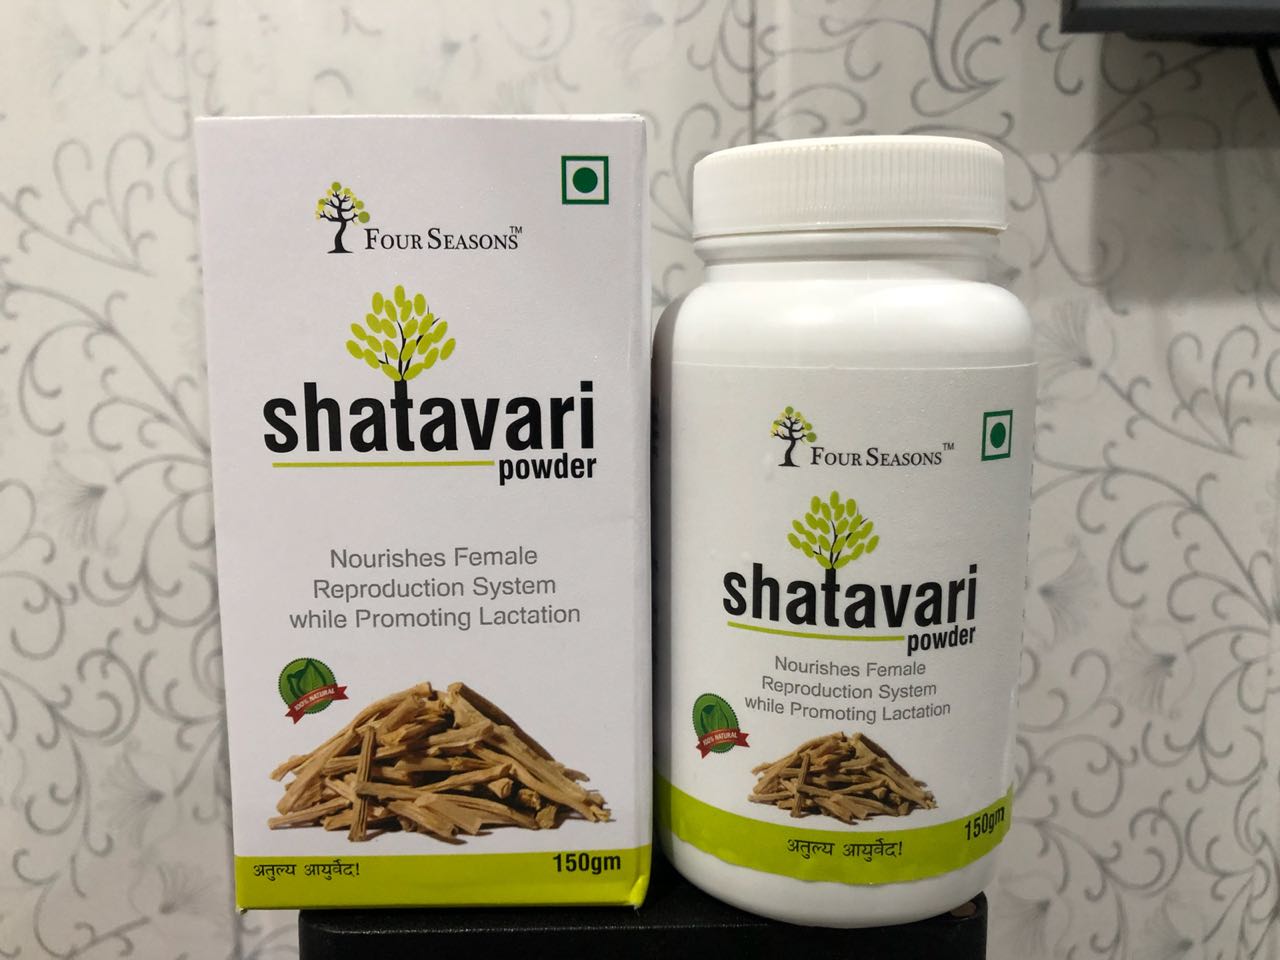 FOUR SEASONS™
shatavari
powder
Nourishes Female
Reproduction System
while Promoting Lactation
100% NATURAL
अतुल्य आयुर्वेद!
150gm
FOUR SEASONS™
shatavari
powder
Nourishes Female
Reproduction System
while Promoting Lactation
100% NATURAL
अतुल्य आयुर्वेद!
150gm